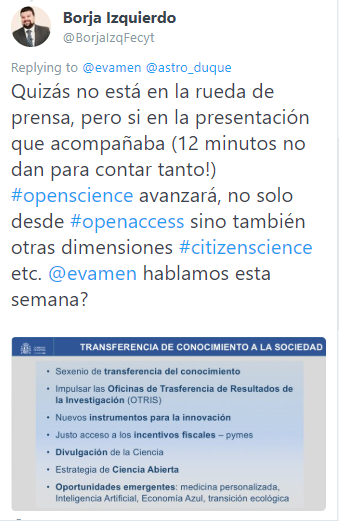 Borja Izquierdo
@BorjaIzqFecyt
Replying to @evamen @astro_duque
Quizás no está en la rueda de
prensa, pero si en la presentación
que acompañaba (12 minutos no
dan para contar tanto!)
#openscience avanzará, no solo
desde #openaccess sino también
otras dimensiones #citizenscience
etc. @evamen hablamos esta
semana?
TRANSFERENCIA DE CONOCIMIENTO A LA SOCIEDAD
• Sexenio de transferencia del conocimiento
• Impulsar las Oficinas de Trasferencia de Resultados de
la Investigación (OTRIS)
• Nuevos instrumentos para la innovación
• Justo acceso a los incentivos fiscales – pymes
• Divulgación de la Ciencia
• Estrategia de Ciencia Abierta
• Oportunidades emergentes: medicina personalizada,
Inteligencia Artificial, Economía Azul, transición ecológica